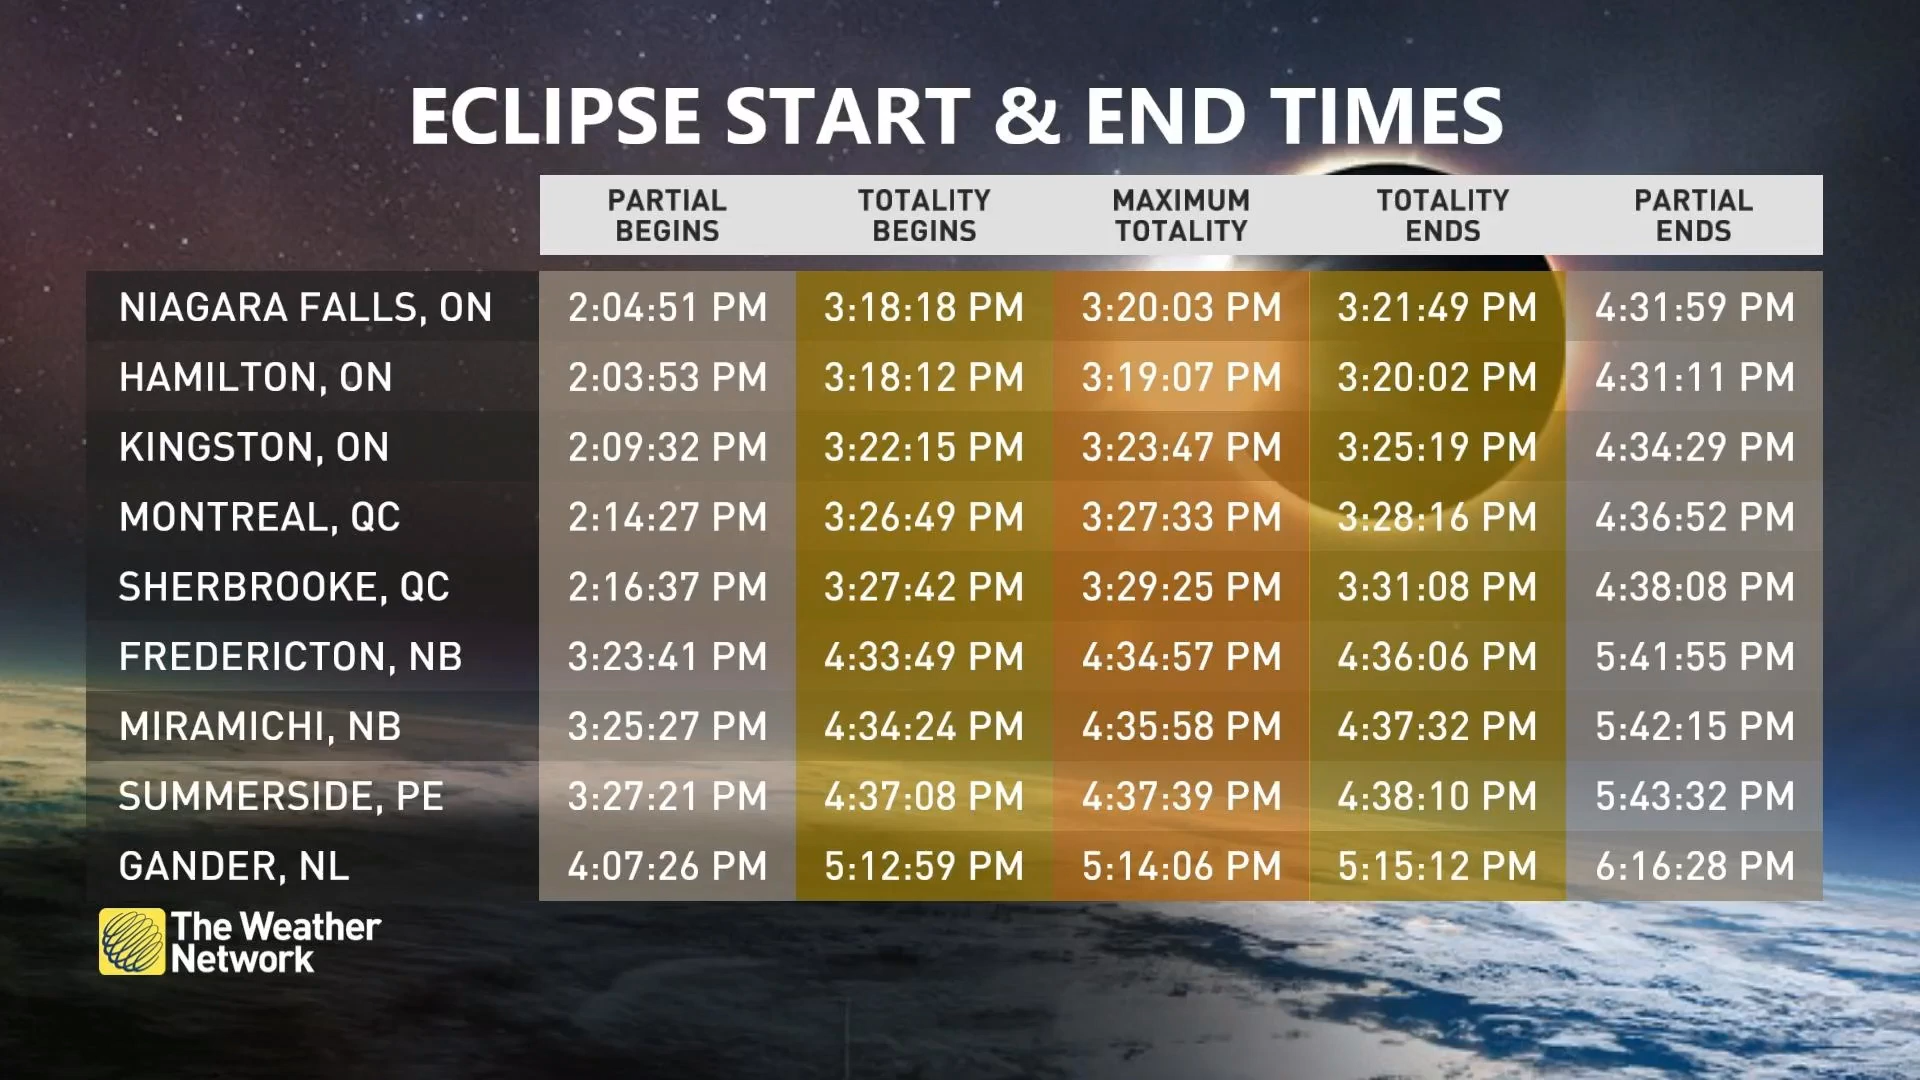 ECLIPSE START & END TIMES
PARTIAL BEGINS TOTALITY BEGINS MAXIMUM TOTALITY TOTALITY ENDS PARTIAL ENDS
NIAGARA FALLS, ON 2:04:51 PM 3:18:18 PM 3:20:03 PM 3:21:49 PM 4:31:59 PM
HAMILTON, ON 2:03:53 PM 3:18:12 PM 3:19:07 PM 3:20:02 PM 4:31:11 PM
KINGSTON, ON 2:09:32 PM 3:22:15 PM 3:23:47 PM 3:25:19 PM 4:34:29 PM
MONTREAL, QC 2:14:27 PM 3:26:49 PM 3:27:33 PM 3:28:16 PM 4:36:52 PM
SHERBROOKE, QC 2:16:37 PM 3:27:42 PM 3:29:25 PM 3:31:08 PM 4:38:08 PM
FREDERICTON, NB 3:23:41 PM 4:33:49 PM 4:34:57 PM 4:36:06 PM 5:41:55 PM
MIRAMICHI, NB 3:25:27 PM 4:34:24 PM 4:35:58 PM 4:37:32 PM 5:42:15 PM
SUMMERSIDE, PE 3:27:21 PM 4:37:08 PM 4:37:39 PM 4:38:10 PM 5:43:32 PM
GANDER, NL 4:07:26 PM 5:12:59 PM 5:14:06 PM 5:15:12 PM 6:16:28 PM
The Weather
Network